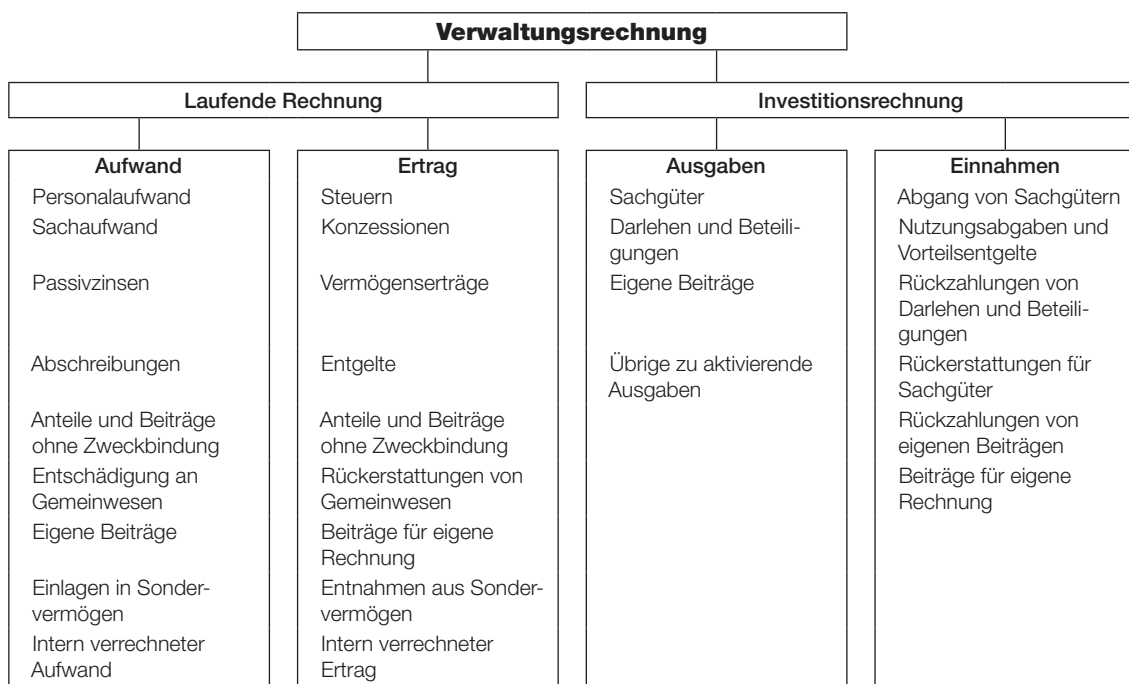 Verwaltungsrechnung
Laufende Rechnung
Investitionsrechnung
Aufwand
Personalaufwand
Sachaufwand
Passivzinsen
Abschreibungen
Anteile und Beiträge
ohne Zweckbindung
Entschädigung an
Gemeinwesen
Eigene Beiträge
Einlagen in Sonder-
vermögen
Intern verrechneter
Aufwand
Ertrag
Steuern
Konzessionen
Vermögenserträge
Entgelte
Anteile und Beiträge
ohne Zweckbindung
Rückerstattungen von
Gemeinwesen
Beiträge für eigene
Rechnung
Entnahmen aus Sonder-
vermögen
Intern verrechneter
Ertrag
Ausgaben
Sachgüter
Darlehen und Beteili-
gungen
Eigene Beiträge
Übrige zu aktivierende
Ausgaben
Einnahmen
Abgang von Sachgütern
Nutzungsabgaben und
Vorteilsentgelte
Rückzahlungen von
Darlehen und Beteili-
gungen
Rückerstattungen für
Sachgüter
Rückzahlungen von
eigenen Beiträgen
Beiträge für eigene
Rechnung